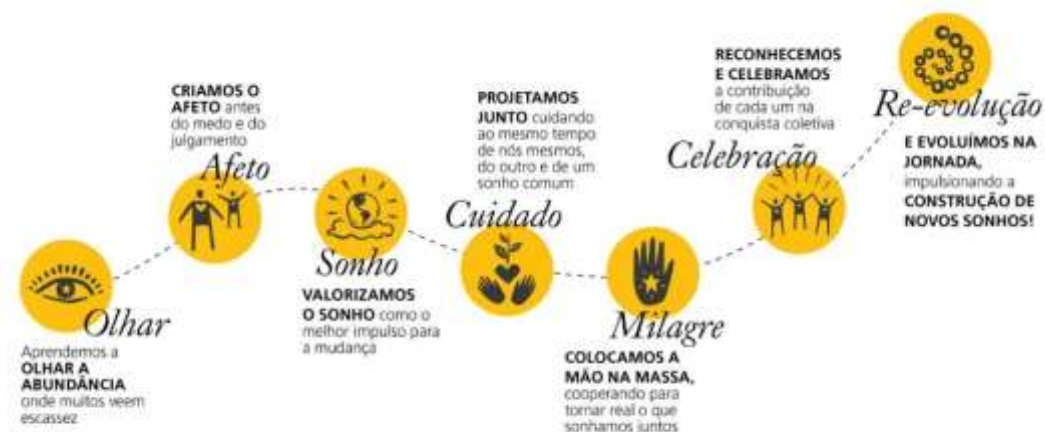 Olhar
Aprendemos a
OLHAR A
ABUNDÂNCIA
onde muitos veem
escassez
CRIAMOS O
AFETO antes
do medo e do
julgamento
Afeto
Sonho
VALORIZAMOS
O SONHO como o
melhor impulso para
a mudança
PROJETAMOS
JUNTO cuidando
ao mesmo tempo
de nós mesmos,
do outro e de um
sonho comum
Cuidado
Milagre
COLOCAMOS A
MÃO NA MASSA,
cooperando para
tornar real o que
sonhamos juntos
RECONHECEMOS
E CELEBRAMOS
a contribuição
de cada um na
conquista coletiva
Celebração
Re-evolução
E EVOLUÍMOS NA
JORNADA,
impulsionando a
CONSTRUÇÃO DE
NOVOS SONHOS!